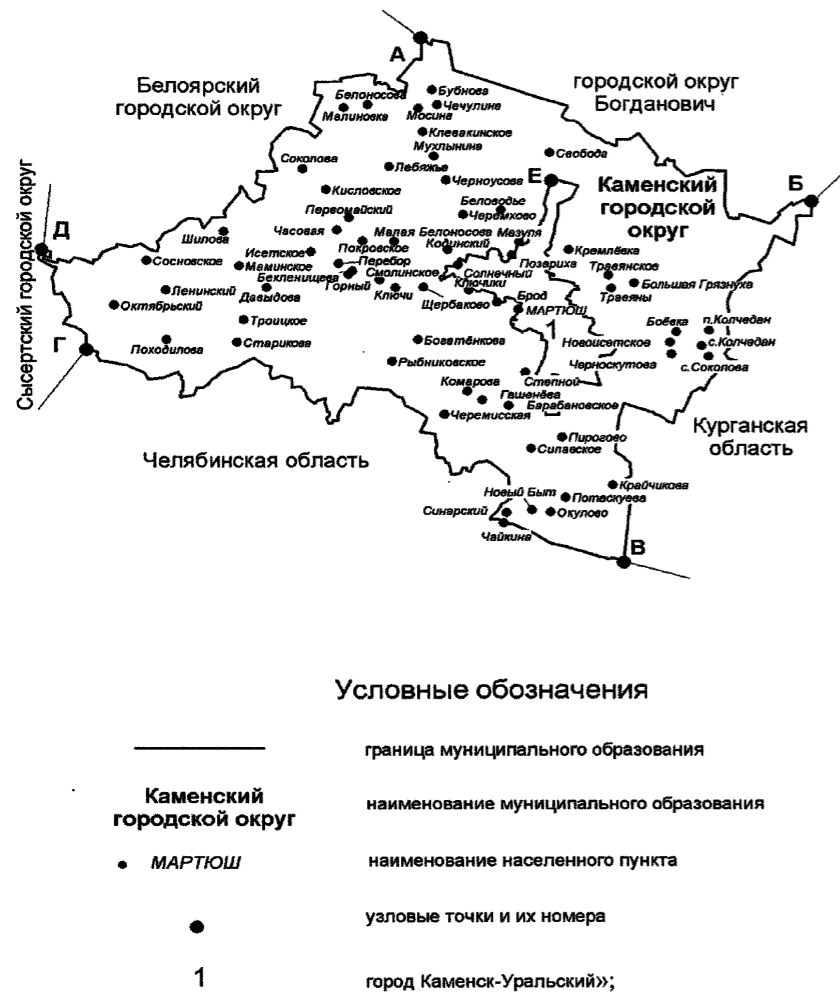 А
Белоярский
городской округ
городской округ
Богданович
Бубнова
Белоносова
Чечулина
Малиновка
Мосина
Клевакинское
Мухлынина
Свобода
Соколова
Лебяжье
Черноусова
Е
Каменский
городской
округ
Б
Кисловское
Беловодье
Первомайский
Черемхово
Сысертский городской округ
Д
Шилова
Часовая
Малая Белоносова
Мазуля
Покровское
Кодинский
Позариха
Кремлёвка
Исетское
Сосновское
Маминское
Перебор
Травянское
Бекленищева
Смолинское
Солнечный
Горный
Ключики
Большая Грязнуха
Ленинский
Давыдова
Ключи
Щербаково
Брод
Травяны
Октябрьский
МАРТЮШ
Троицкое
1
Боёвка
п.Колчедан
Г
Походилова
Старикова
Богатёнкова
Новоисетское
с.Колчедан
Рыбниковское
Черноскутова
с.Соколова
Степной
Комарова
Гашенёва
Барабановское
Черемисская
Курганская
область
Челябинская область
Пирогово
Сипавское
Крайчикова
Новый Быт
Потаскуева
Синарский
Окулово
Чайкина
В
Условные обозначения
граница муниципального образования
Каменский
городской округ
наименование муниципального образования
МАРТЮШ
наименование населенного пункта
узловые точки и их номера
1
город Каменск-Уральский»;